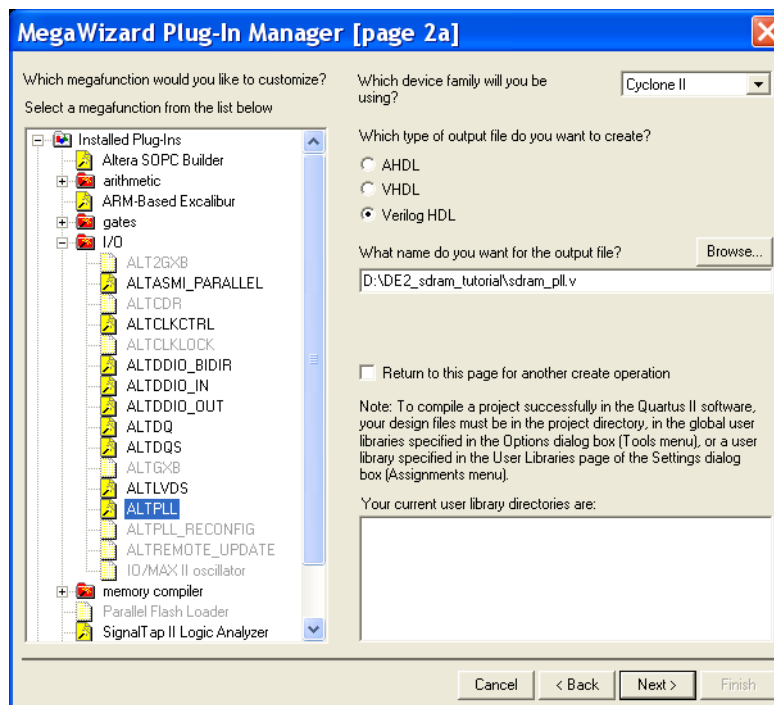 MegaWizard Plug-In Manager [page 2a]
Which megafunction would you like to customize?
Select a megafunction from the list below
Installed Plug-Ins
Altera SOPC Builder
arithmetic
ARM-Based Excalibur
gates
I/O
ALT2GXB
ALTASMI_PARALLEL
ALTCDR
ALTCLKCTRL
ALTCLKLOCK
ALTDDIO_BIDIR
ALTDDIO_IN
ALTDDIO_OUT
ALTDQ
ALTDQS
ALTGXB
ALTLVDS
ALTPLL
ALTPLL_RECONFIG
ALTREMOTE_UPDATE
IO/MAX II oscillator
memory compiler
Parallel Flash Loader
SignalTap II Logic Analyzer
Which device family will you be
using?
Cyclone II
Which type of output file do you want to create?
AHDL
VHDL
Verilog HDL
What name do you want for the output file?
Browse...
D:\DE2_sdram_tutorial\sdram_pll.v
Return to this page for another create operation
Note: To compile a project successfully in the Quartus II software,
your design files must be in the project directory, in the global user
libraries specified in the Options dialog box (Tools menu), or a user
library specified in the User Libraries page of the Settings dialog
box (Assignments menu).
Your current user library directories are:
Cancel
< Back
Next >
Finish